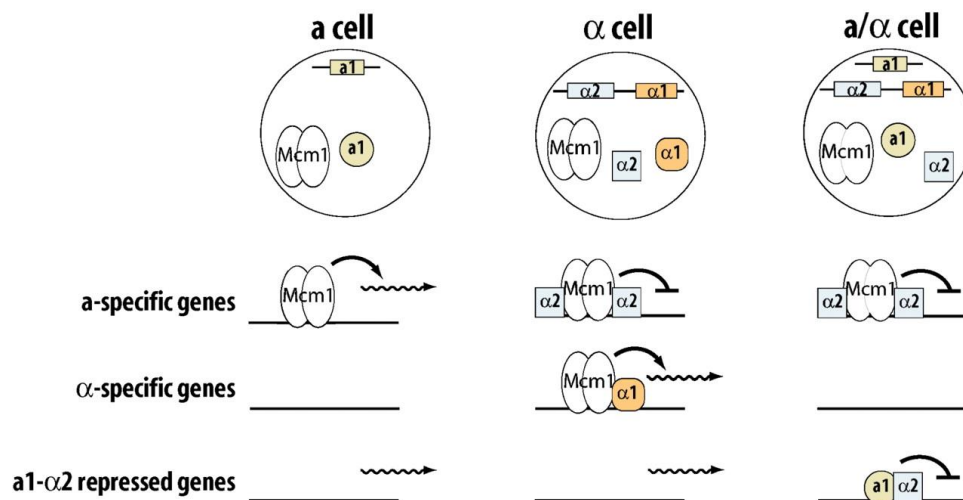 a cell α cell a/α cell
a1 a1
α2 α1 α2 α1
Mcm1 a1 Mcm1 α2 α1 Mcm1 a1 α2
a-specific genes Mcm1 α2 Mcm1 α2 α2 Mcm1 α2
α-specific genes Mcm1 α1
a1-α2 repressed genes a1 α2